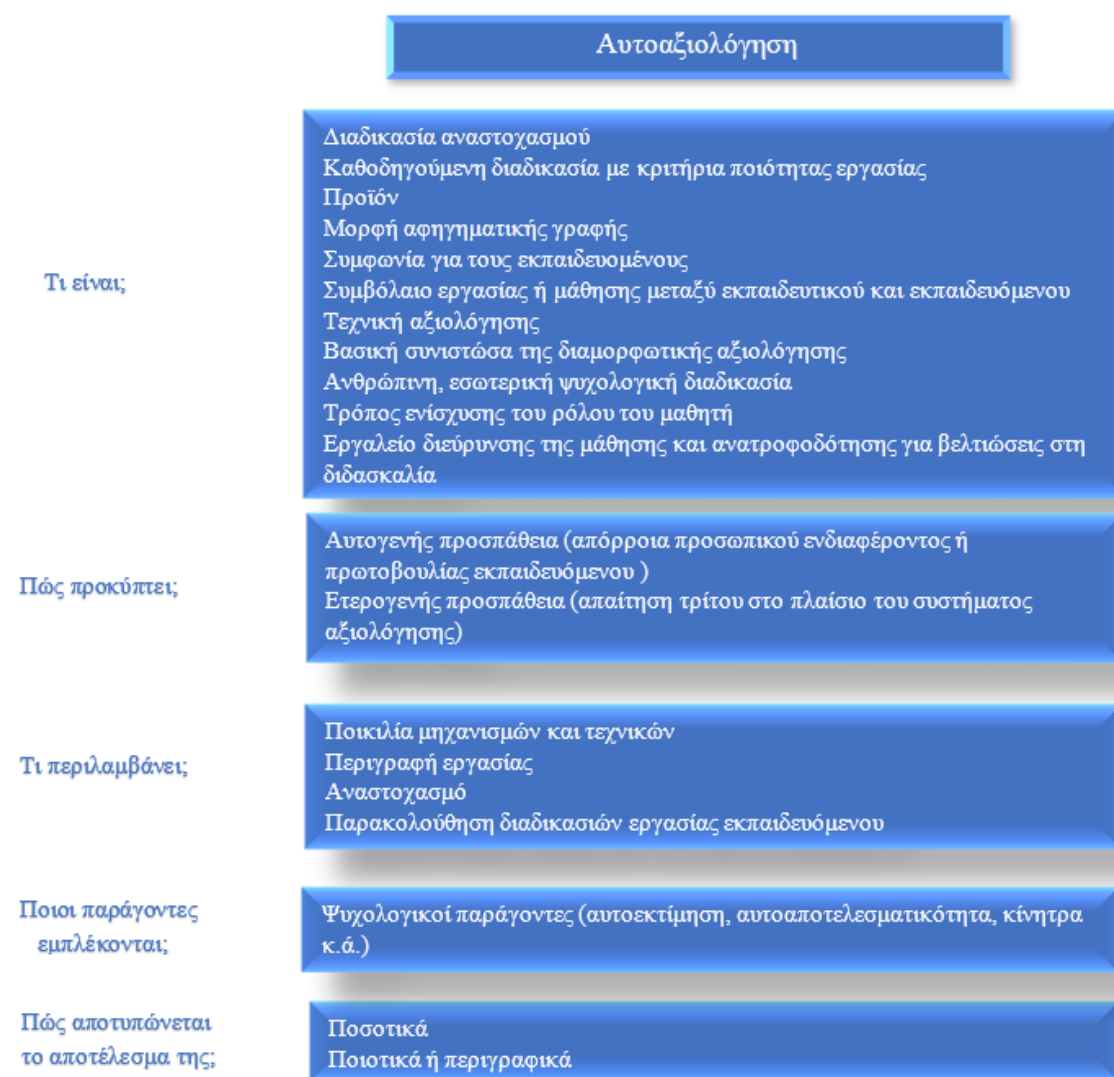 Αυτοαξιολόγηση
Τι είναι;
Διαδικασία αναστοχασμού
Καθοδηγούμενη διαδικασία με κριτήρια ποιότητας εργασίας
Προϊόν
Μορφή αφηγηματικής γραφής
Συμφωνία για τους εκπαιδευομένους
Συμβόλαιο εργασίας ή μάθησης μεταξύ εκπαιδευτικού και εκπαιδευόμενου
Τεχνική αξιολόγησης
Βασική συνιστώσα της διαμορφωτικής αξιολόγησης
Ανθρώπινη, εσωτερική ψυχολογική διαδικασία
Τρόπος ενίσχυσης του ρόλου του μαθητή
Εργαλείο διεύρυνσης της μάθησης και ανατροφοδότησης για βελτιώσεις στη
διδασκαλία
Πώς προκύπτει;
Αυτογενής προσπάθεια (απόρροια προσωπικού ενδιαφέροντος ή
πρωτοβουλίας εκπαιδευόμενου )
Ετερογενής προσπάθεια (απαίτηση τρίτου στο πλαίσιο του συστήματος
αξιολόγησης)
Τι περιλαμβάνει;
Ποικιλία μηχανισμών και τεχνικών
Περιγραφή εργασίας
Αναστοχασμό
Παρακολούθηση διαδικασιών εργασίας εκπαιδευόμενου
Ποιοι παράγοντες
εμπλέκονται;
Ψυχολογικοί παράγοντες (αυτοεκτίμηση, αυτοαποτελεσματικότητα, κίνητρα
κ.ά.)
Πώς αποτυπώνεται
το αποτέλεσμα της;
Ποσοτικά
Ποιοτικά ή περιγραφικά